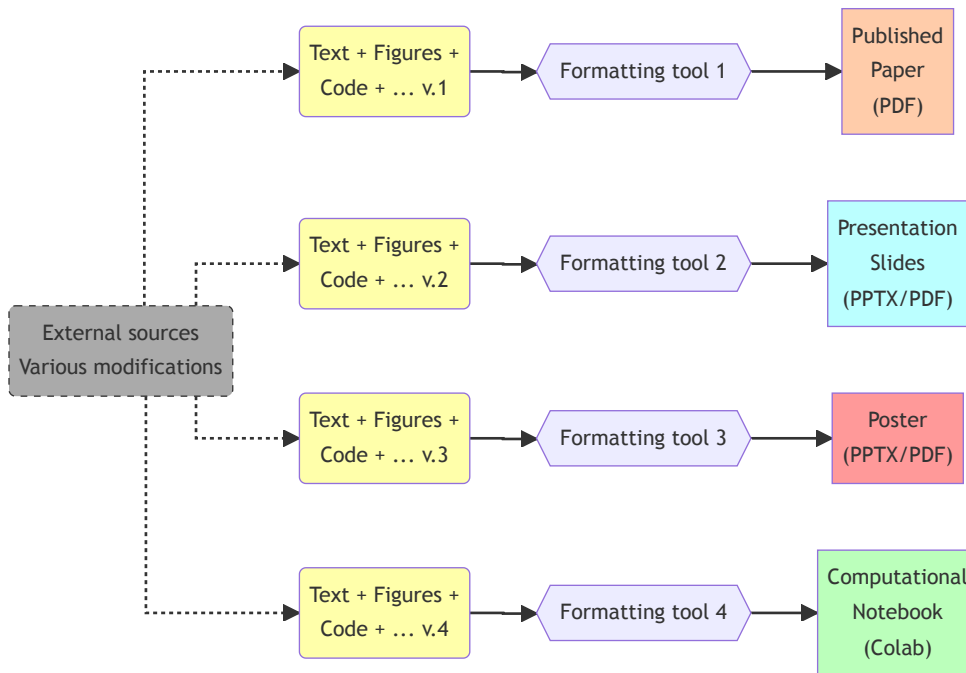 Text + Figures +
Code + ... v.1
Formatting tool 1
Published
Paper
(PDF)
Text + Figures +
Code + ... v.2
Formatting tool 2
Presentation
Slides
(PPTX/PDF)
External sources
Various modifications
Text + Figures +
Code + ... v.3
Formatting tool 3
Poster
(PPTX/PDF)
Text + Figures +
Code + ... v.4
Formatting tool 4
Computational
Notebook
(Colab)